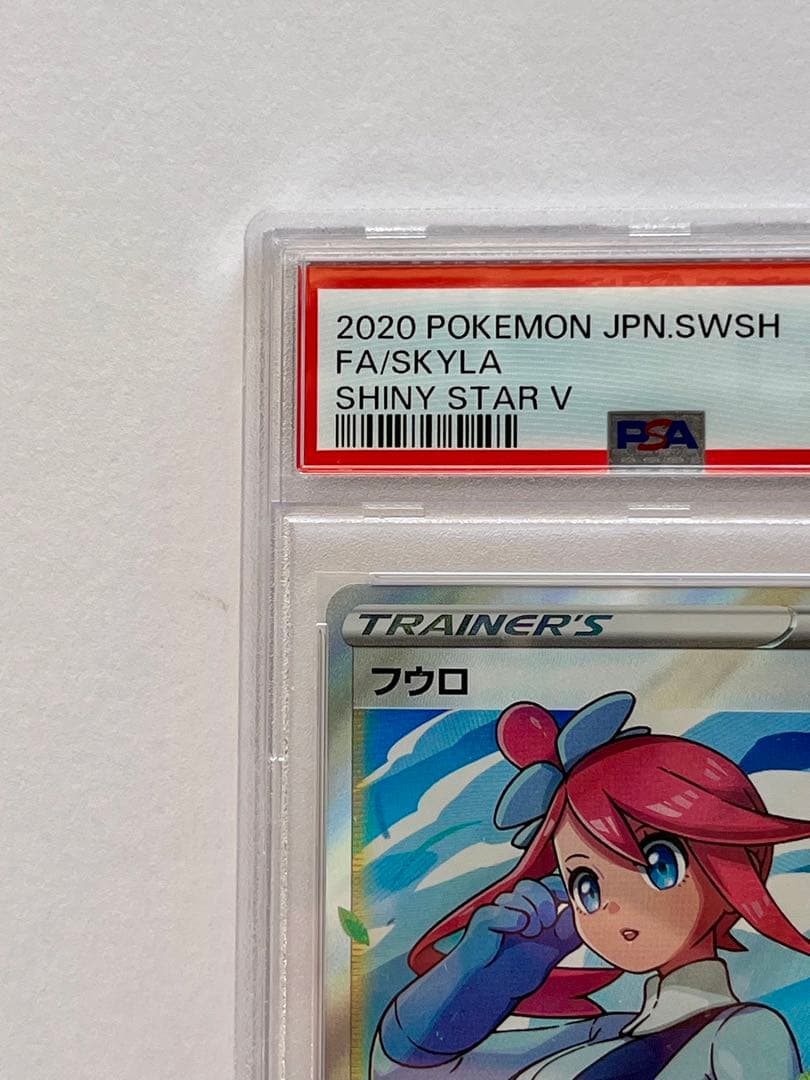 2020 POKEMON JPN.SWSH
FA/SKYLA
SHINY STAR V
PSA
TRAINER'S
フウロ